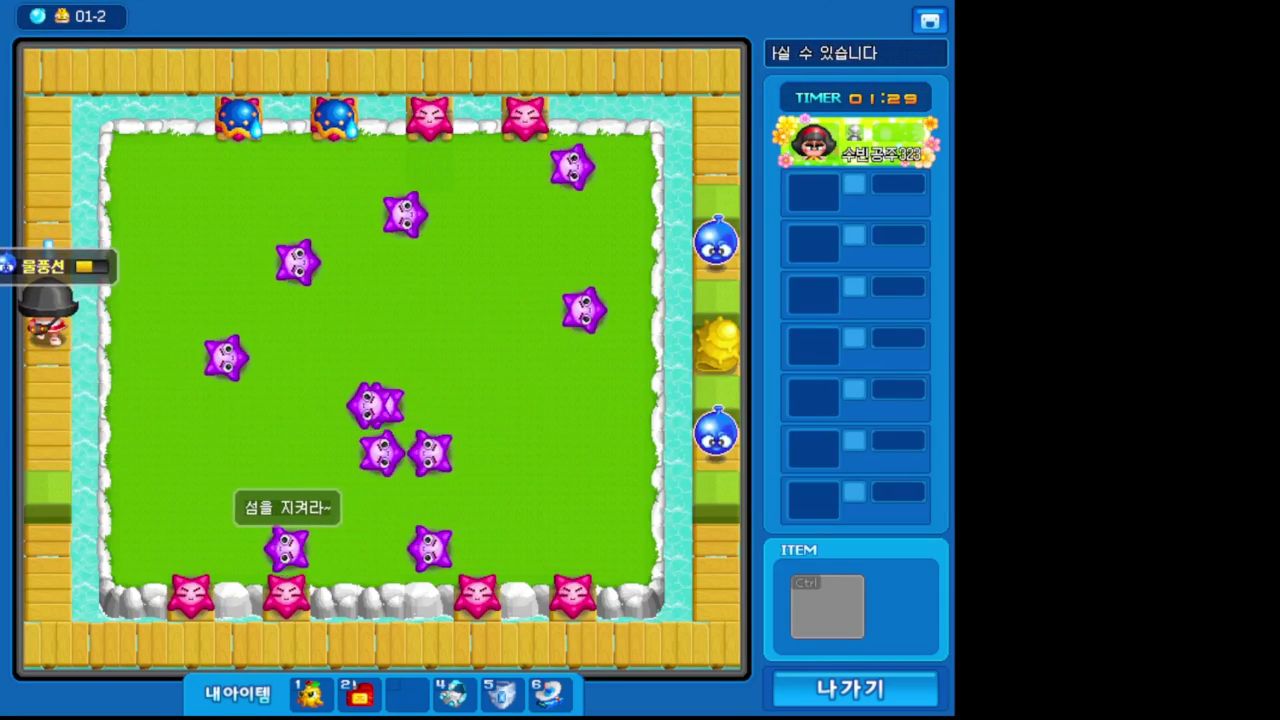 01-2
실 수 있습니다
TIMER 01:29
수빈공주323
물풍선
섬을 지켜라~
ITEM
Ctrl
내아이템
1
2
4
5
6
나가기